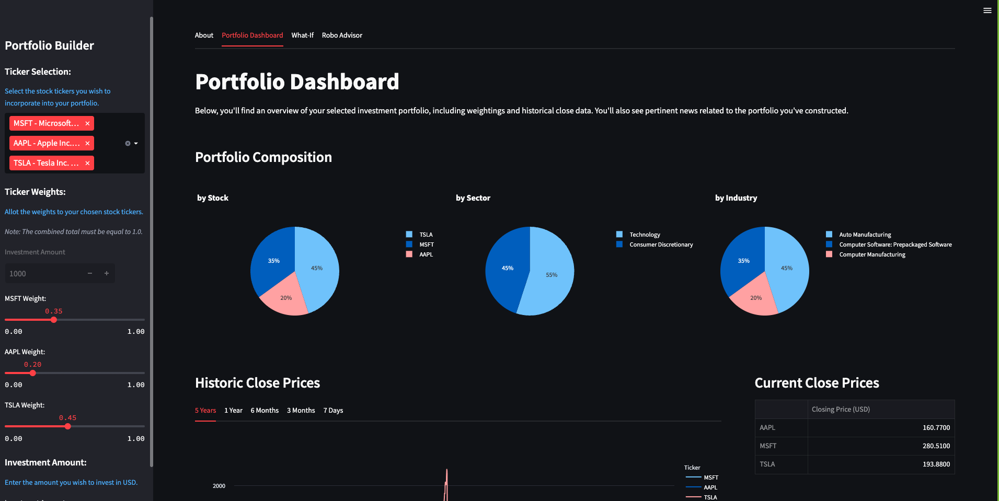 Portfolio Builder
Ticker Selection:
Select the stock tickers you wish to
incorporate into your portfolio.
MSFT - Microsoft...
AAPL - Apple Inc....
TSLA - Tesla Inc. ...
Ticker Weights:
Allot the weights to your chosen stock tickers.
Note: The combined total must be equal to 1.0.
Investment Amount
1000
MSFT Weight:
0.35
0.00 1.00
AAPL Weight:
0.20
0.00 1.00
TSLA Weight:
0.45
0.00 1.00
Investment Amount:
Enter the amount you wish to invest in USD.
About Portfolio Dashboard What-If Robo Advisor
Portfolio Dashboard
Below, you'll find an overview of your selected investment portfolio, including weightings and historical close data. You'll also see pertinent news related to the portfolio you've constructed.
Portfolio Composition
by Stock
35%
45%
20%
TSLA
MSFT
AAPL
by Sector
45%
55%
Technology
Consumer Discretionary
by Industry
35%
45%
20%
Auto Manufacturing
Computer Software: Prepackaged Software
Computer Manufacturing
Historic Close Prices
5 Years 1 Year 6 Months 3 Months 7 Days
2000
Ticker
MSFT
AAPL
TSLA
Current Close Prices
Closing Price (USD)
AAPL 160.7700
MSFT 280.5100
TSLA 193.8800